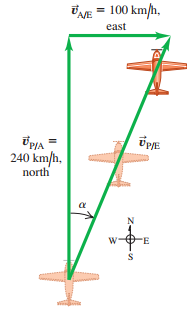 v⃗A/E = 100 km/h,
east
v⃗P/A =
240 km/h,
north
v⃗P/E
α
N
W E
S